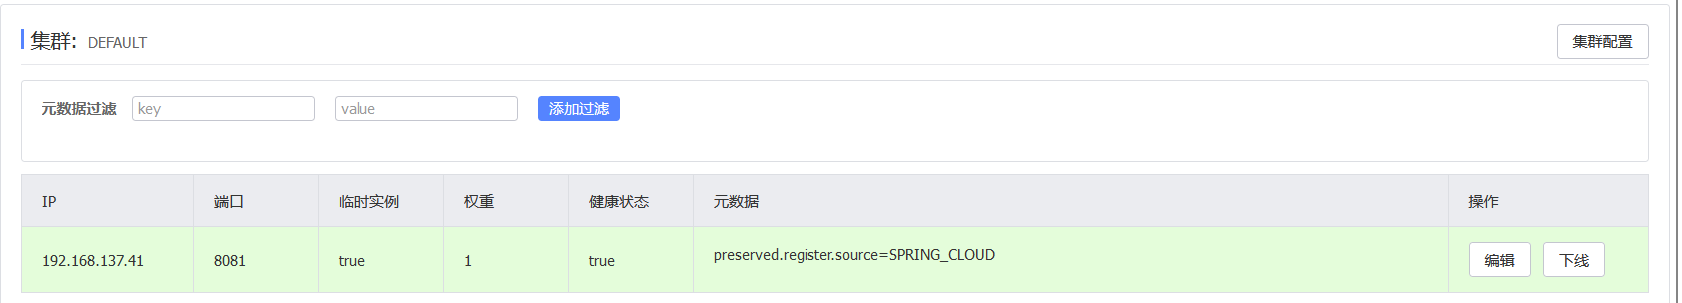 集群: DEFAULT
集群配置
元数据过滤 key value 添加过滤
IP 端口 临时实例 权重 健康状态 元数据 操作
192.168.137.41 8081 true 1 true preserved.register.source=SPRING_CLOUD 编辑 下线